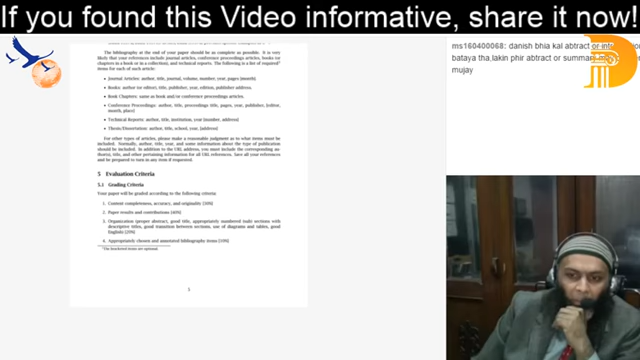 If you found this Video informative, share it now!
The bibliography at the end of your paper should be as complete as possible. It is very
likely that your references include journal articles, conference proceedings articles, books (or
chapters in a book or in a collection), and technical reports. The following is a list of required
items for each of such article:
• Journal Articles: author, title, journal, volume, number, year, pages [month]
• Books: author (or editor), title, publisher, year, edition, publisher address.
• Book Chapters: same as book and/or conference proceedings articles.
• Conference Proceedings: author, title, proceedings title, pages, year, publisher, [editor,
month, place]
• Technical Reports: author, title, institution, year [number, address]
• Thesis/Dissertation: author, title, school, year, [address]
For other types of articles, please make a reasonable judgment as to what items must be
included. Normally, author, title, year, and some information about the type of publication
should be included. In addition to the URL address, you must include the corresponding au-
thor(s), title, and other pertaining information for all URL references. Save all your references
and be prepared to turn in any item if requested.
5 Evaluation Criteria
5.1 Grading Criteria
Your paper will be graded according to the following criteria:
1. Content completeness, accuracy, and originality [30%]
2. Paper results and contributions [40%]
3. Organization (proper abstract, good title, appropriately numbered (sub) sections with
descriptive titles, good transition between sections, use of diagrams and tables, good
English) [20%]
4. Appropriately chosen and annotated bibliography items [10%]
The bracketed items are optional.
ms160400068: danish bhia kal abtract or
bataya tha,lakin phir abtract or summary
mujay